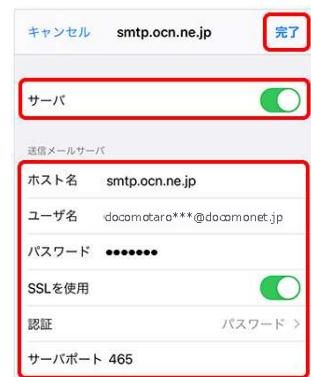 キャンセル smtp.ocn.ne.jp 完了
サーバ
送信メールサーバ
ホスト名 smtp.ocn.ne.jp
ユーザ名 docomotaro***@docomonet.jp
パスワード ●●●●●●●
SSLを使用
認証 パスワード >
サーバポート 465